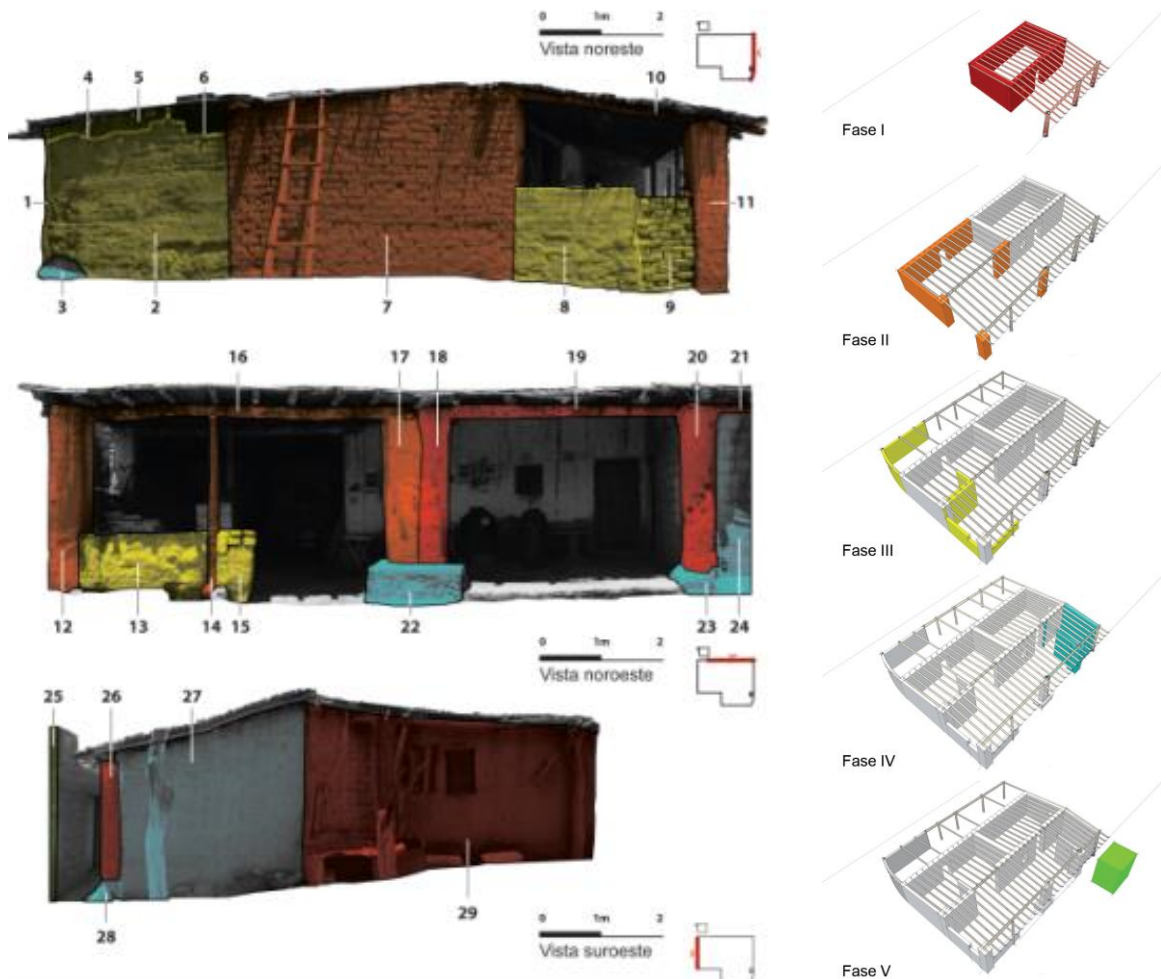 0 1m 2
Vista noreste
4 5 6 10
1 11
3 2 7 8 9
16 17 18 19 20 21
12 13 14 15 22 23 24
0 1m 2
Vista noroeste
25 26 27
28 29
0 1m 2
Vista suroeste
Fase I
Fase II
Fase III
Fase IV
Fase V